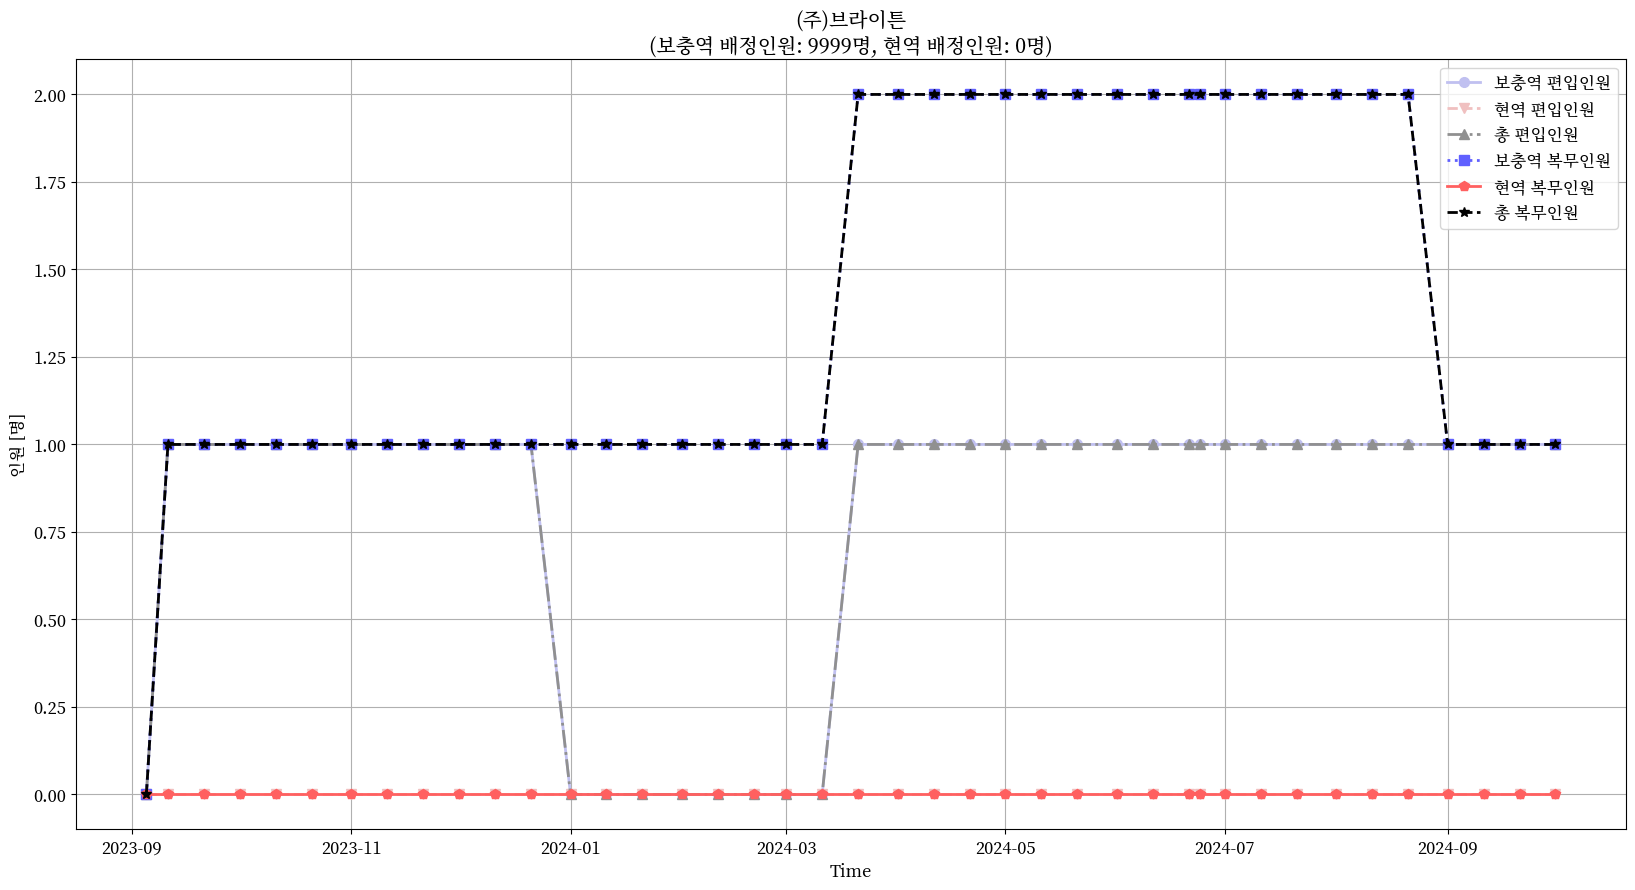 (주)브라이튼
(보충역 배정인원: 9999명, 현역 배정인원: 0명)
보충역 편입인원
현역 편입인원
총 편입인원
보충역 복무인원
현역 복무인원
총 복무인원
2.00
1.75
1.50
1.25
1.00
0.75
0.50
0.25
0.00
인원 [명]
2023-09
2023-11
2024-01
2024-03
2024-05
2024-07
2024-09
Time